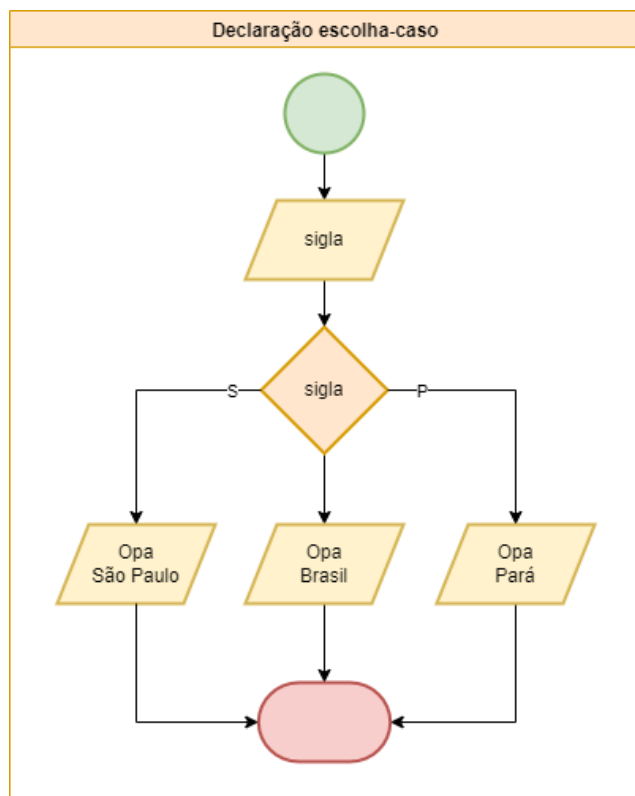 Declaração escolha-caso
sigla
sigla
S
P
Opa
São Paulo
Opa
Brasil
Opa
Pará